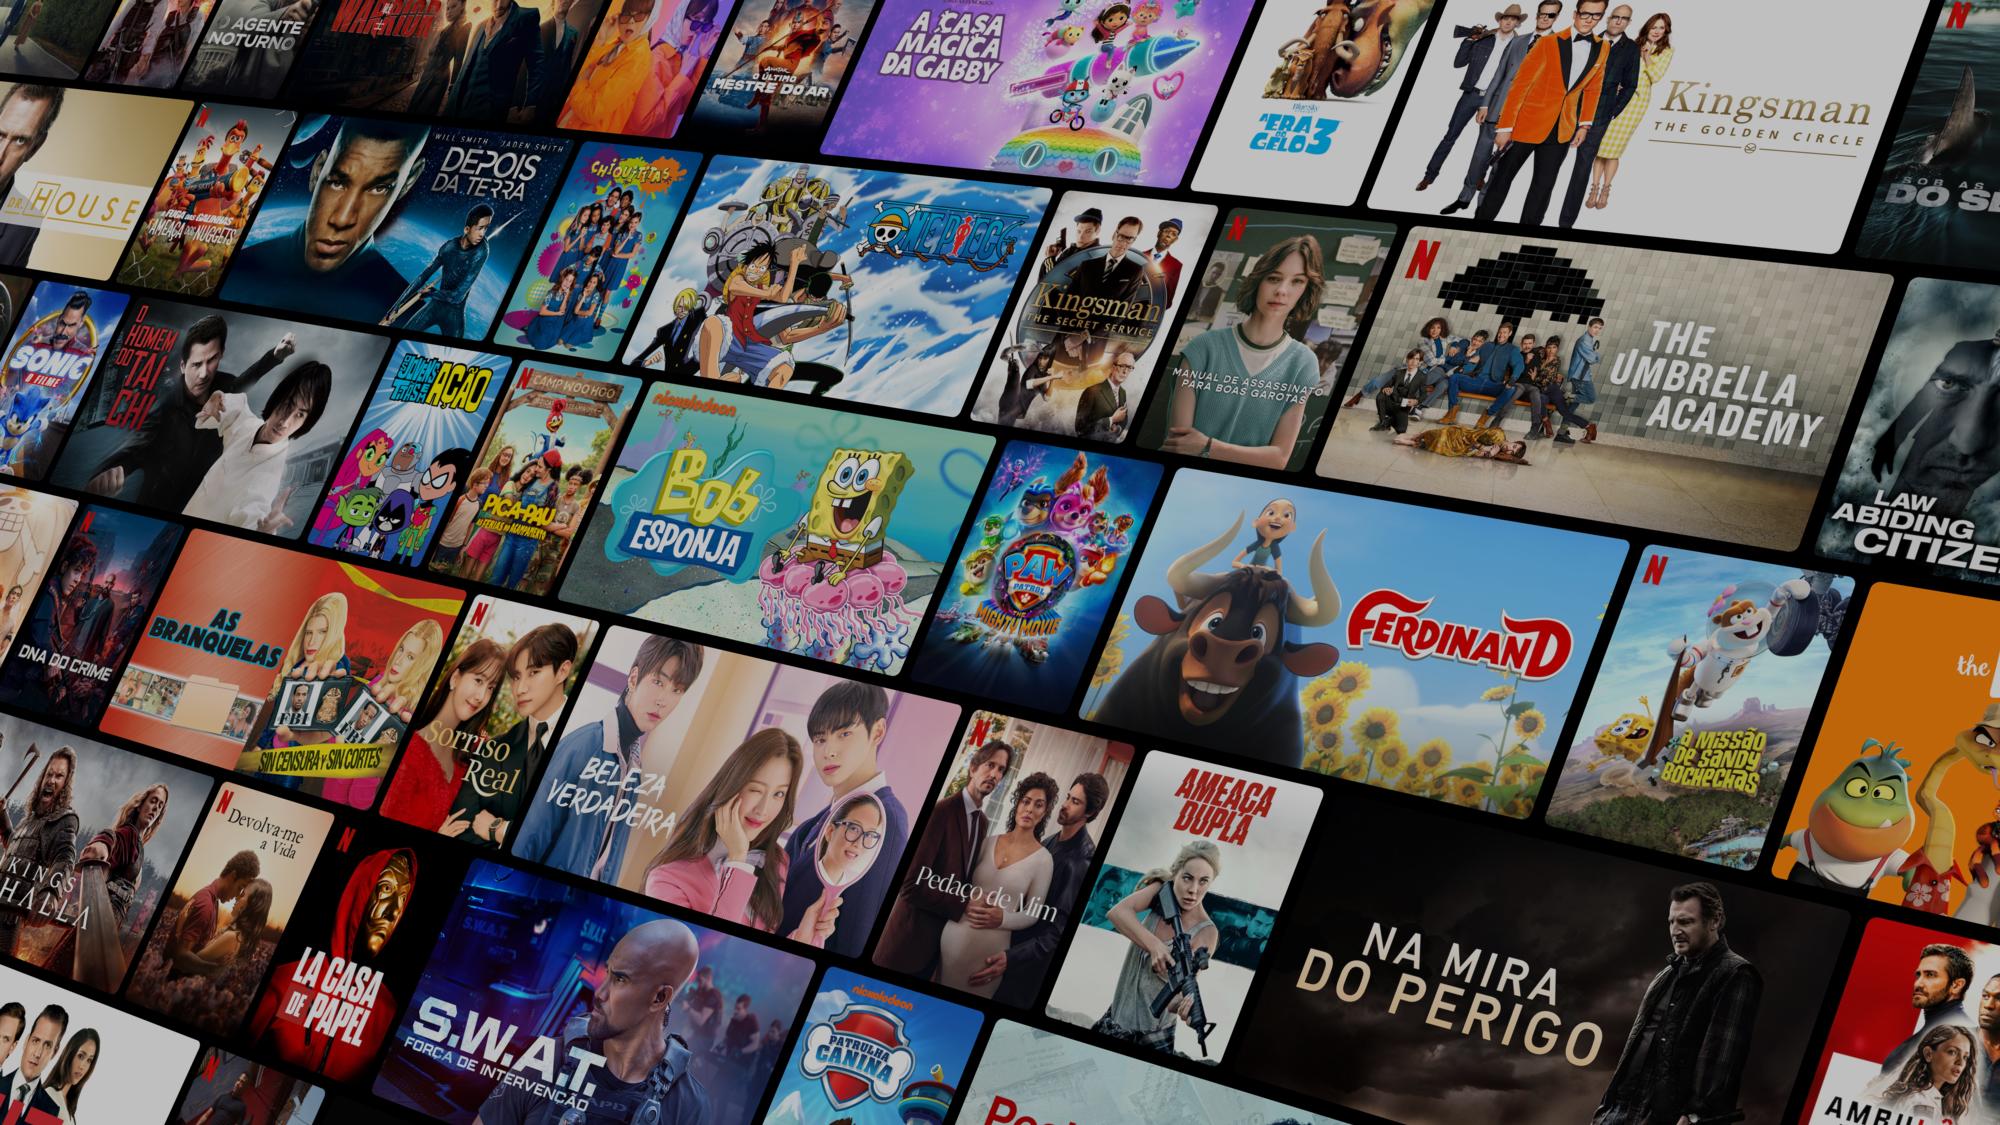 O AGENTE
NOTURNO
WARRIOR
AVATAR
O ÚLTIMO
MESTRE DO AR
A CASA
MÁGICA
DA GABBY
BlueSky
A ERA
DO
GELO 3
Kingsman
THE GOLDEN CIRCLE
N
SOB AS
DO SE
DR. HOUSE
N
A FUGA DAS GALINHAS
A AMEAÇA DOS NUGGETS
WILL SMITH JADEN SMITH
DEPOIS
DA TERRA
CHIQUITITAS
ONE PIECE
Kingsman
THE SECRET SERVICE
N
MANUAL DE ASSASSINATO
PARA BOAS GAROTAS
N
THE
UMBRELLA
ACADEMY
LAW
ABIDING
CITIZE
SONIC
O FILME
O
HOMEM
DO TAI
CHI
JOVENS
TITÃS EM
AÇÃO
N
CAMP WOO HOO
PICA-PAU
AS FÉRIAS NO ACAMPAMENTO
nickelodeon
BOB
ESPONJA
PAW
PATROL
THE
MIGHTY MOVIE
FERDINAND
N
A MISSÃO
DE SANDY
BOCHECHAS
the
N
DNA DO CRIME
AS
BRANQUELAS
FBI
FBI
SIN CENSURA Y SIN CORTES
N
Sorriso
Real
BELEZA
VERDADEIRA
N
Pedaço de Mim
AMEAÇA
DUPLA
NA MIRA
DO PERIGO
KINGS
HALLA
N
Devolva-me
a Vida
N
LA CASA
DE PAPEL
S.W.A.T.
S.W.A.T.
FORÇA DE INTERVENÇÃO
nickelodeon
PATRULHA
CANINA
N
AMBU